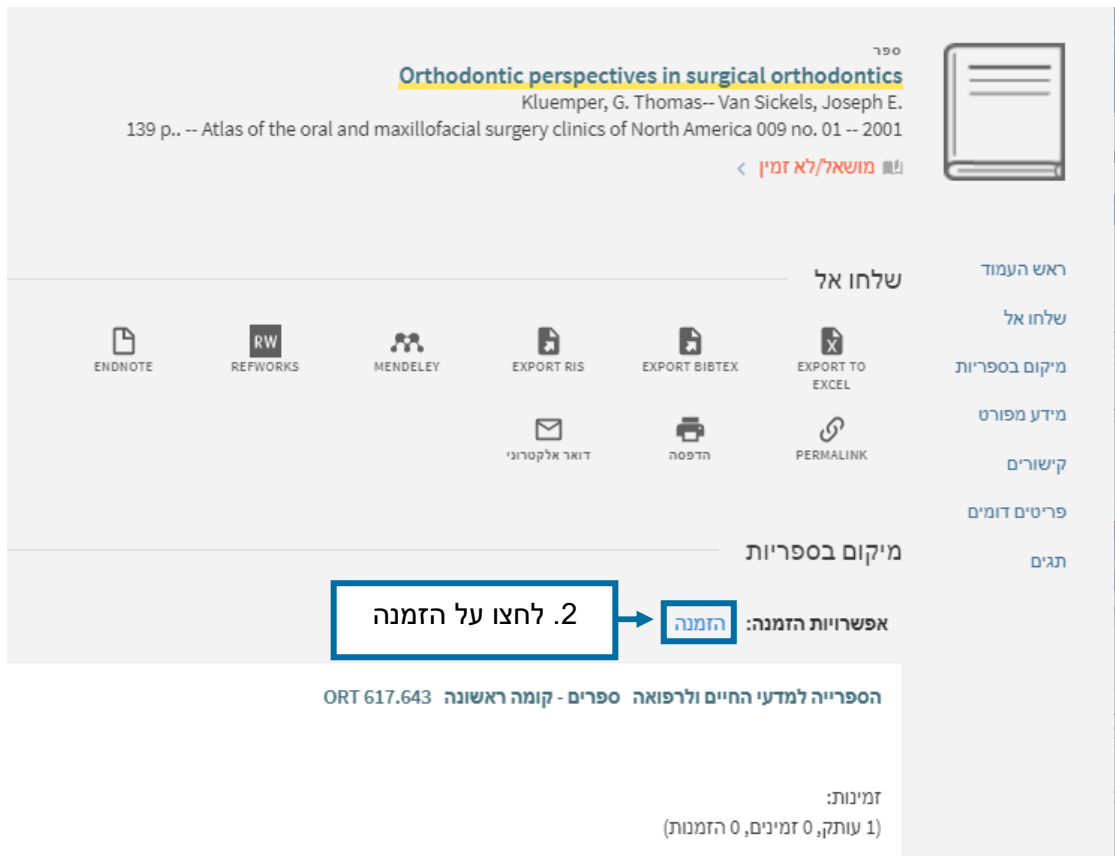 ספר
Orthodontic perspectives in surgical orthodontics
Kluemper, G. Thomas-- Van Sickels, Joseph E.
139 p.. -- Atlas of the oral and maxillofacial surgery clinics of North America 009 no. 01 -- 2001
מושאל/לא זמין
ראש העמוד
שלחו אל
מיקום בספריות
מידע מפורט
קישורים
פריטים דומים
תגים
שלחו אל
EXPORT TO EXCEL
EXPORT BIBTEX
EXPORT RIS
MENDELEY
RW
REFWORKS
ENDNOTE
PERMALINK
הדפסה
דואר אלקטרוני
מיקום בספריות
אפשרויות הזמנה: הזמנה
2. לחצו על הזמנה
הספרייה למדעי החיים ולרפואה ספרים - קומה ראשונה ORT 617.643
זמינות:
(1 עותק, 0 זמינים, 0 הזמנות)